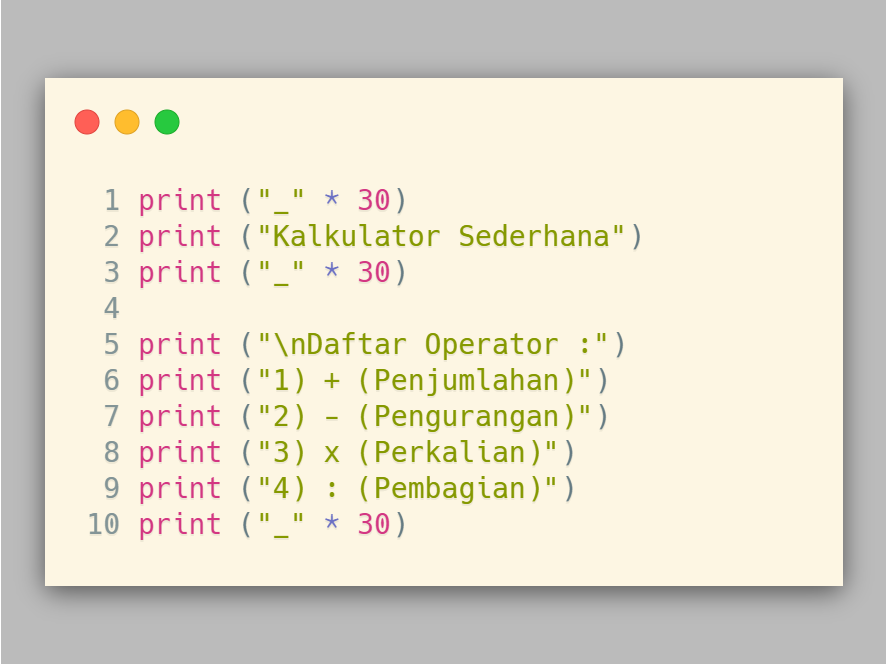 1 print ("_" * 30)
2 print ("Kalkulator Sederhana")
3 print ("_" * 30)
4
5 print ("\nDaftar Operator :")
6 print ("1) + (Penjumlahan)")
7 print ("2) - (Pengurangan)")
8 print ("3) x (Perkalian)")
9 print ("4) : (Pembagian)")
10 print ("_" * 30)